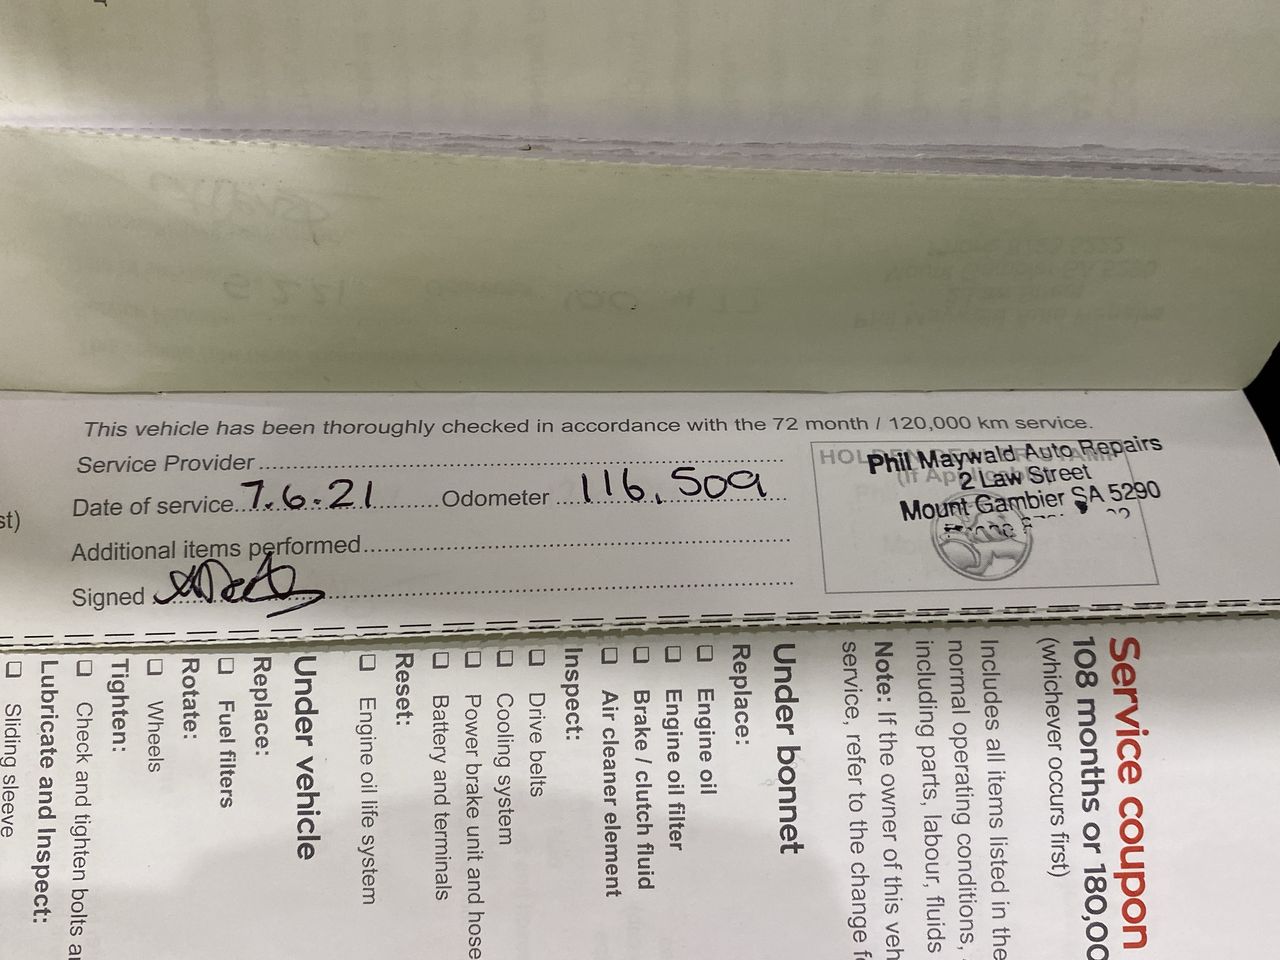 This vehicle has been thoroughly checked in accordance with the 72 month / 120,000 km service.
Service Provider
Date of service 7.6.21 Odometer 116,509
Additional items performed
Signed
Phil Maywald Auto Repairs
2 Law Street
Mount Gambier SA 5290
st)
Service coupon
108 months or 180,00
(whichever occurs first)
Includes all items listed in the
normal operating conditions,
including parts, labour, fluids
Note: If the owner of this veh
service, refer to the change f
Under bonnet
Replace:
Engine oil
Engine oil filter
Brake / clutch fluid
Air cleaner element
Inspect:
Drive belts
Cooling system
Power brake unit and hose
Battery and terminals
Reset:
Engine oil life system
Under vehicle
Replace:
Fuel filters
Rotate:
Wheels
Tighten:
Check and tighten bolts a
Lubricate and Inspect:
Sliding sleeve